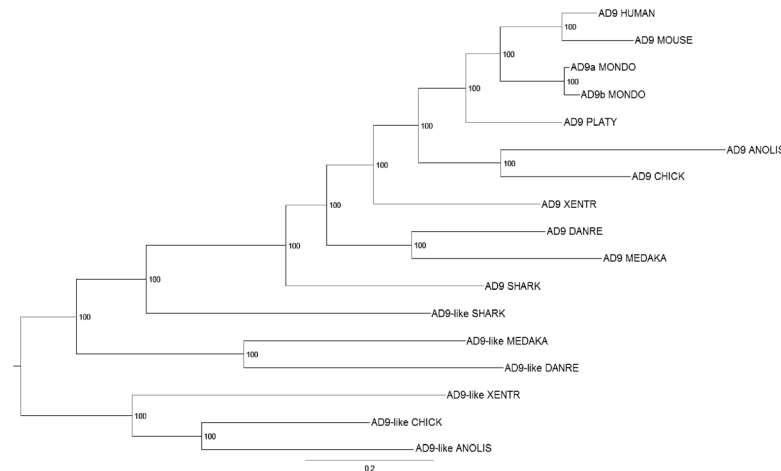 AD9 HUMAN
100
AD9 MOUSE
100
AD9a MONDO
100
AD9b MONDO
100
AD9 PLATY
100
AD9 ANOLIS
100
AD9 CHICK
100
AD9 XENTR
100
AD9 DANRE
100
AD9 MEDAKA
100
AD9 SHARK
100
AD9-like SHARK
100
AD9-like MEDAKA
100
AD9-like DANRE
AD9-like XENTR
100
AD9-like CHICK
100
AD9-like ANOLIS
0.2